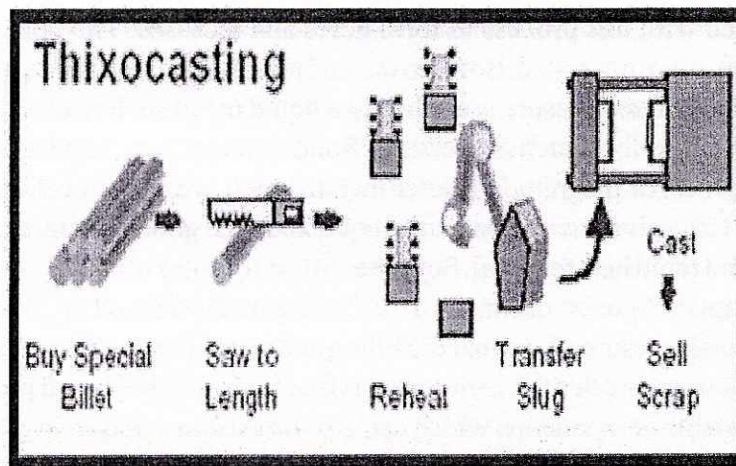 Thixocasting
Cast
Buy Special
Billet
Saw to
Length
Reheat
Transfer
Slug
Sell
Scrap